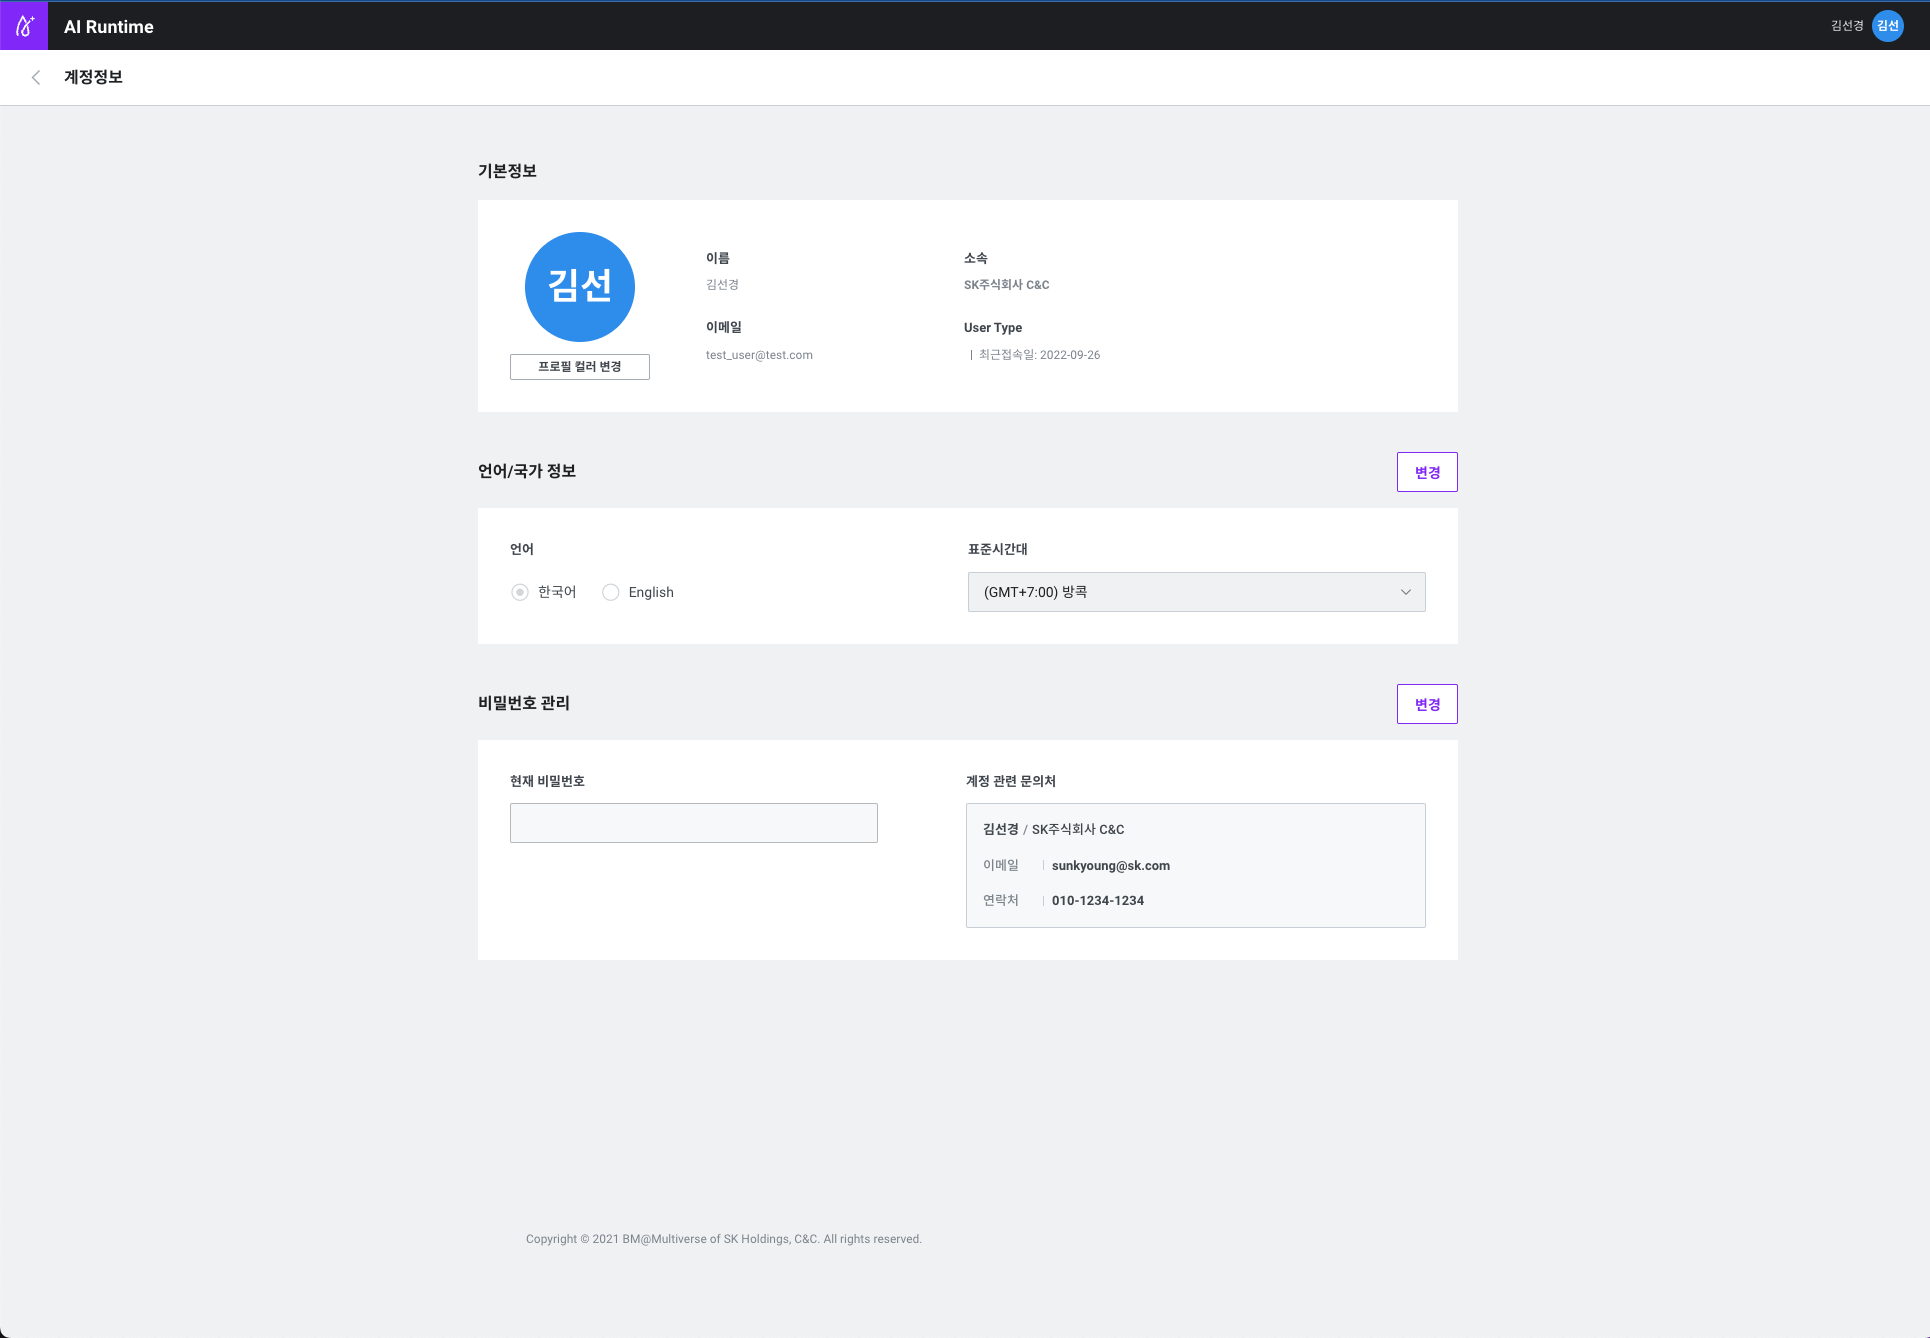 AI Runtime
김선경 김선
계정정보
기본정보
김선
프로필 컬러 변경
이름
김선경
소속
SK주식회사 C&C
이메일
test_user@test.com
User Type
| 최근접속일: 2022-09-26
언어/국가 정보
변경
언어
한국어 English
표준시간대
(GMT+7:00) 방콕
비밀번호 관리
변경
현재 비밀번호
계정 관련 문의처
김선경 / SK주식회사 C&C
이메일 | sunkyoung@sk.com
연락처 | 010-1234-1234
Copyright © 2021 BM@Multiverse of SK Holdings, C&C. All rights reserved.